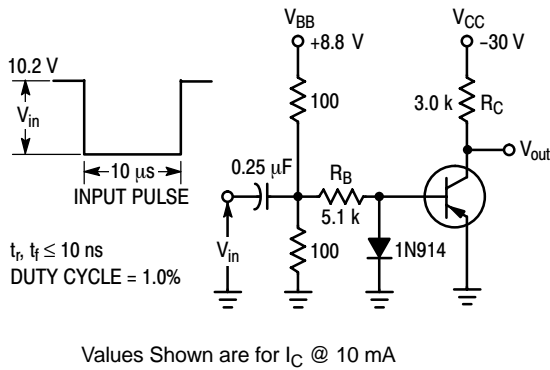 V_BB
+8.8 V
V_CC
−30 V
10.2 V
V_in
100
3.0 k
R_C
V_out
10 μs
INPUT PULSE
0.25 μF
R_B
5.1 k
V_in
100
1N914
t_r, t_f ≤ 10 ns
DUTY CYCLE = 1.0%
Values Shown are for I_C @ 10 mA